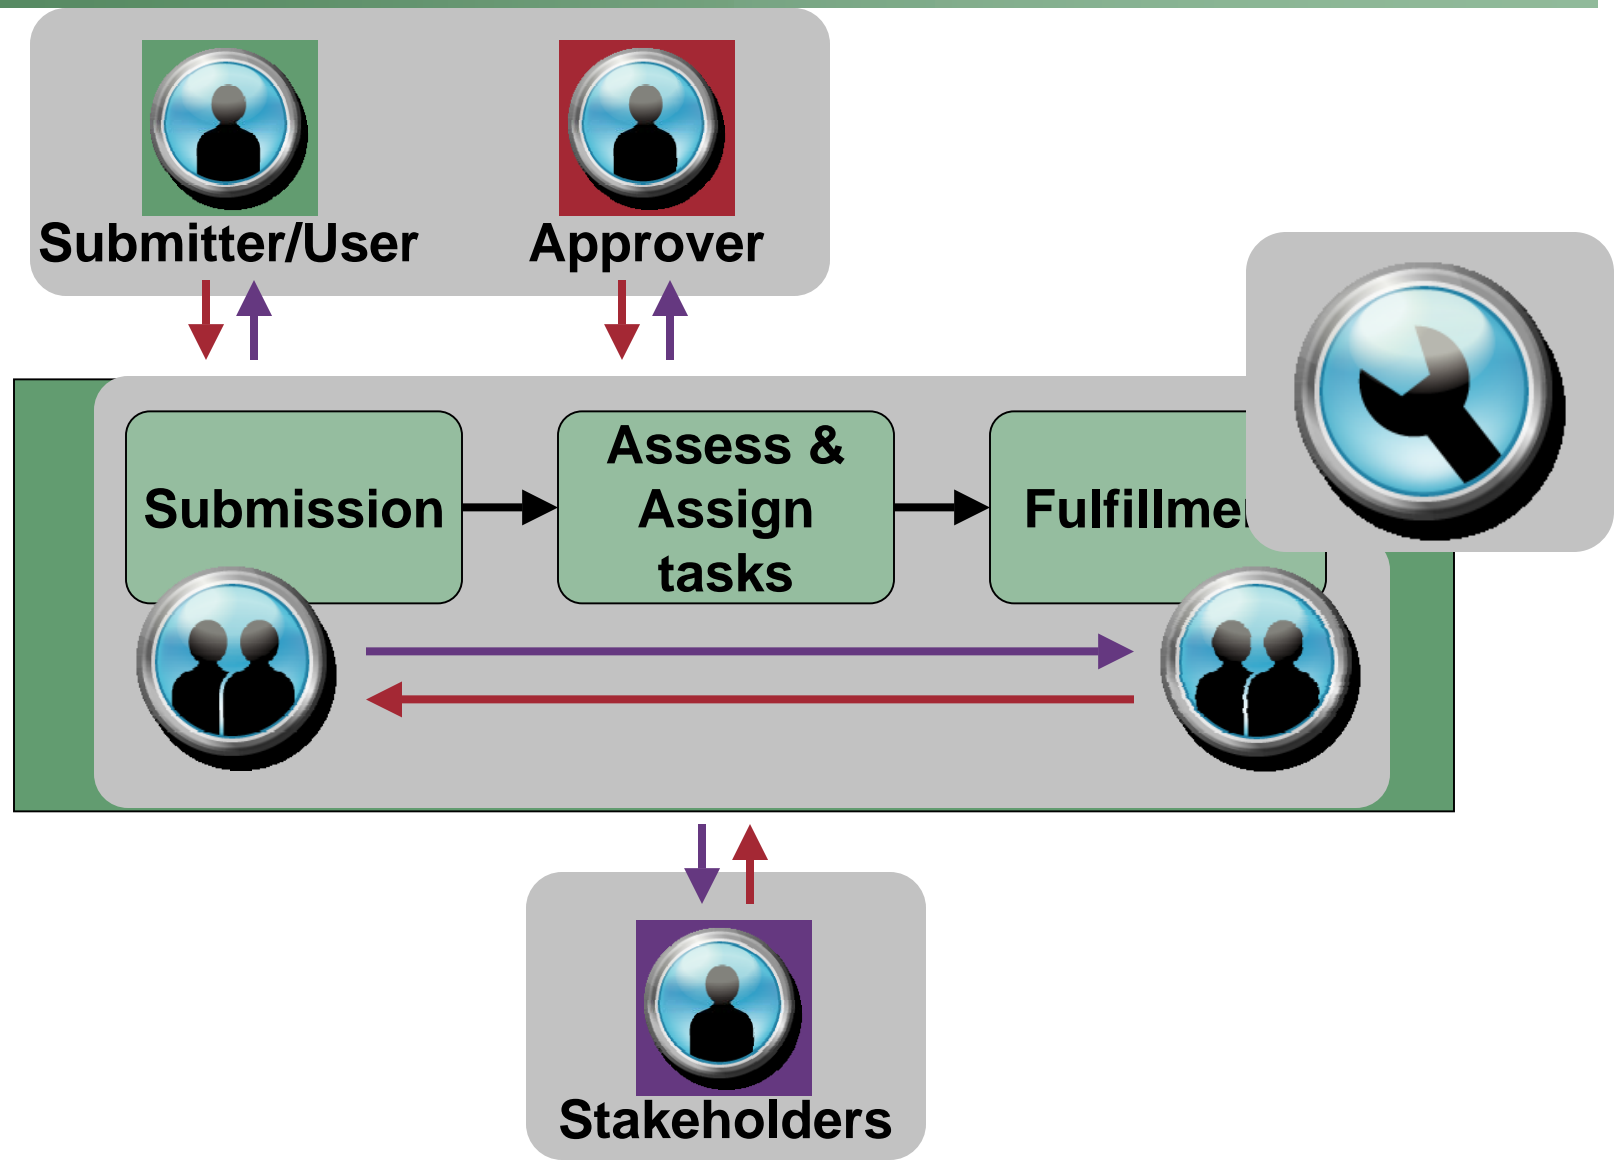 Submitter/User
Approver
Submission
Assess &
Assign
tasks
Fulfillme
Stakeholders